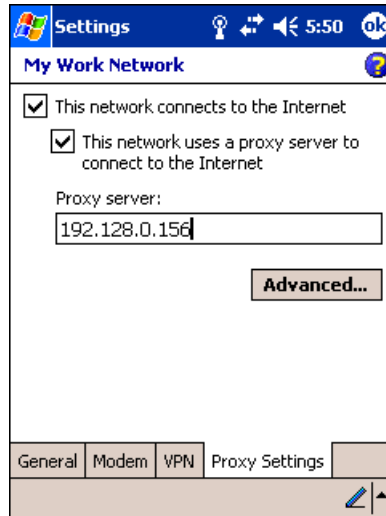 Settings 5:50 ok
My Work Network
This network connects to the Internet
This network uses a proxy server to
connect to the Internet
Proxy server:
192.128.0.156
Advanced...
General Modem VPN Proxy Settings